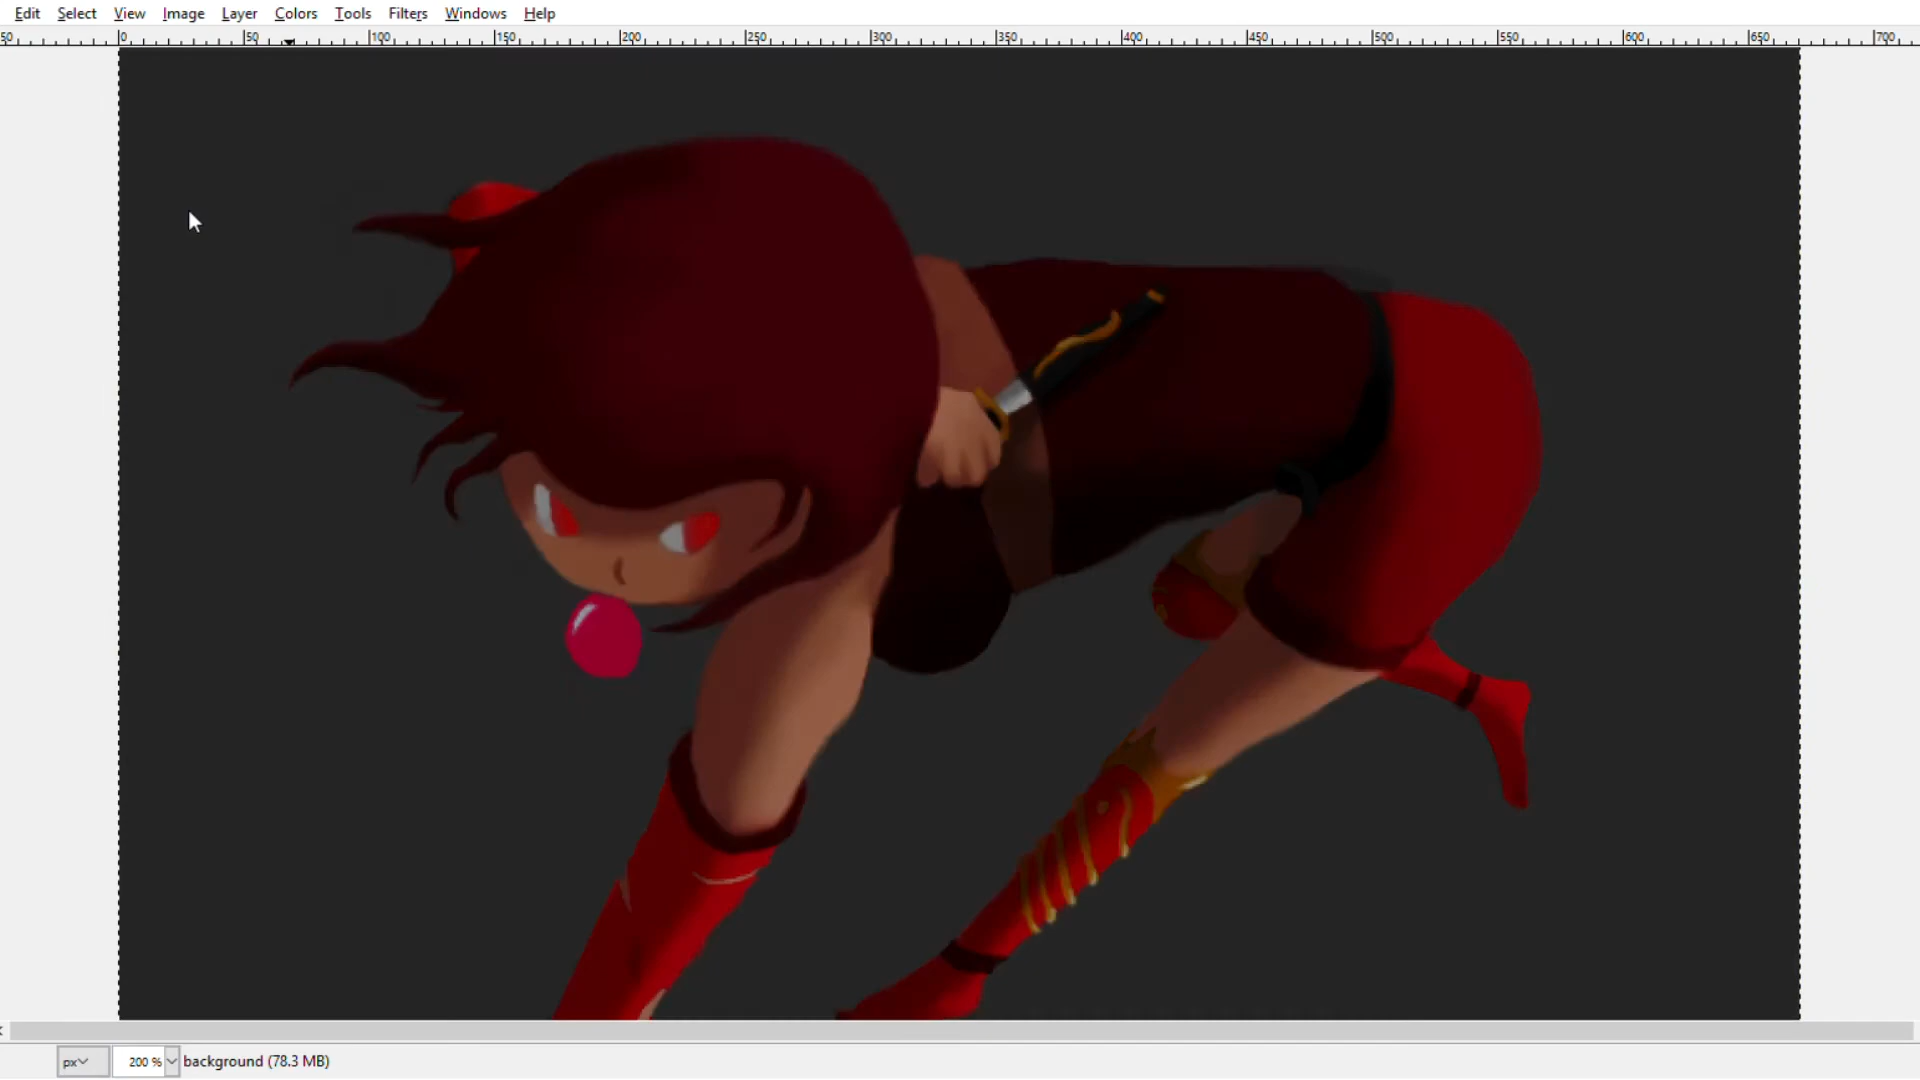 Edit Select View Image Layer Colors Tools Filters Windows Help
50 0 50 100 150 200 250 300 350 400 450 500 550 600 650 700
px 200 % background (78.3 MB)